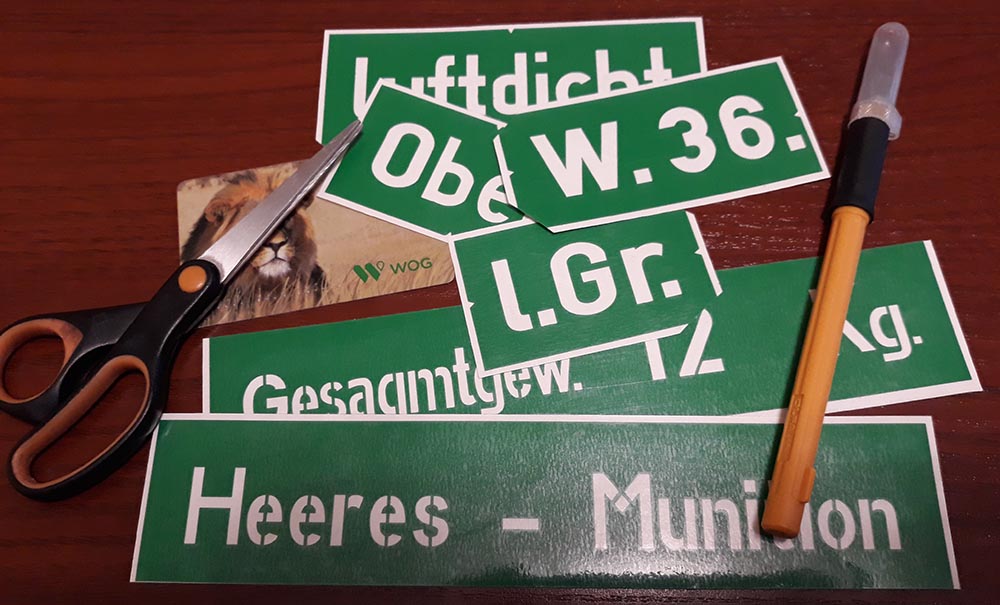 luftdicht
Obe
W. 36.
WOG
l.Gr.
Gesamtgew. 12 Kg.
Heeres - Munition